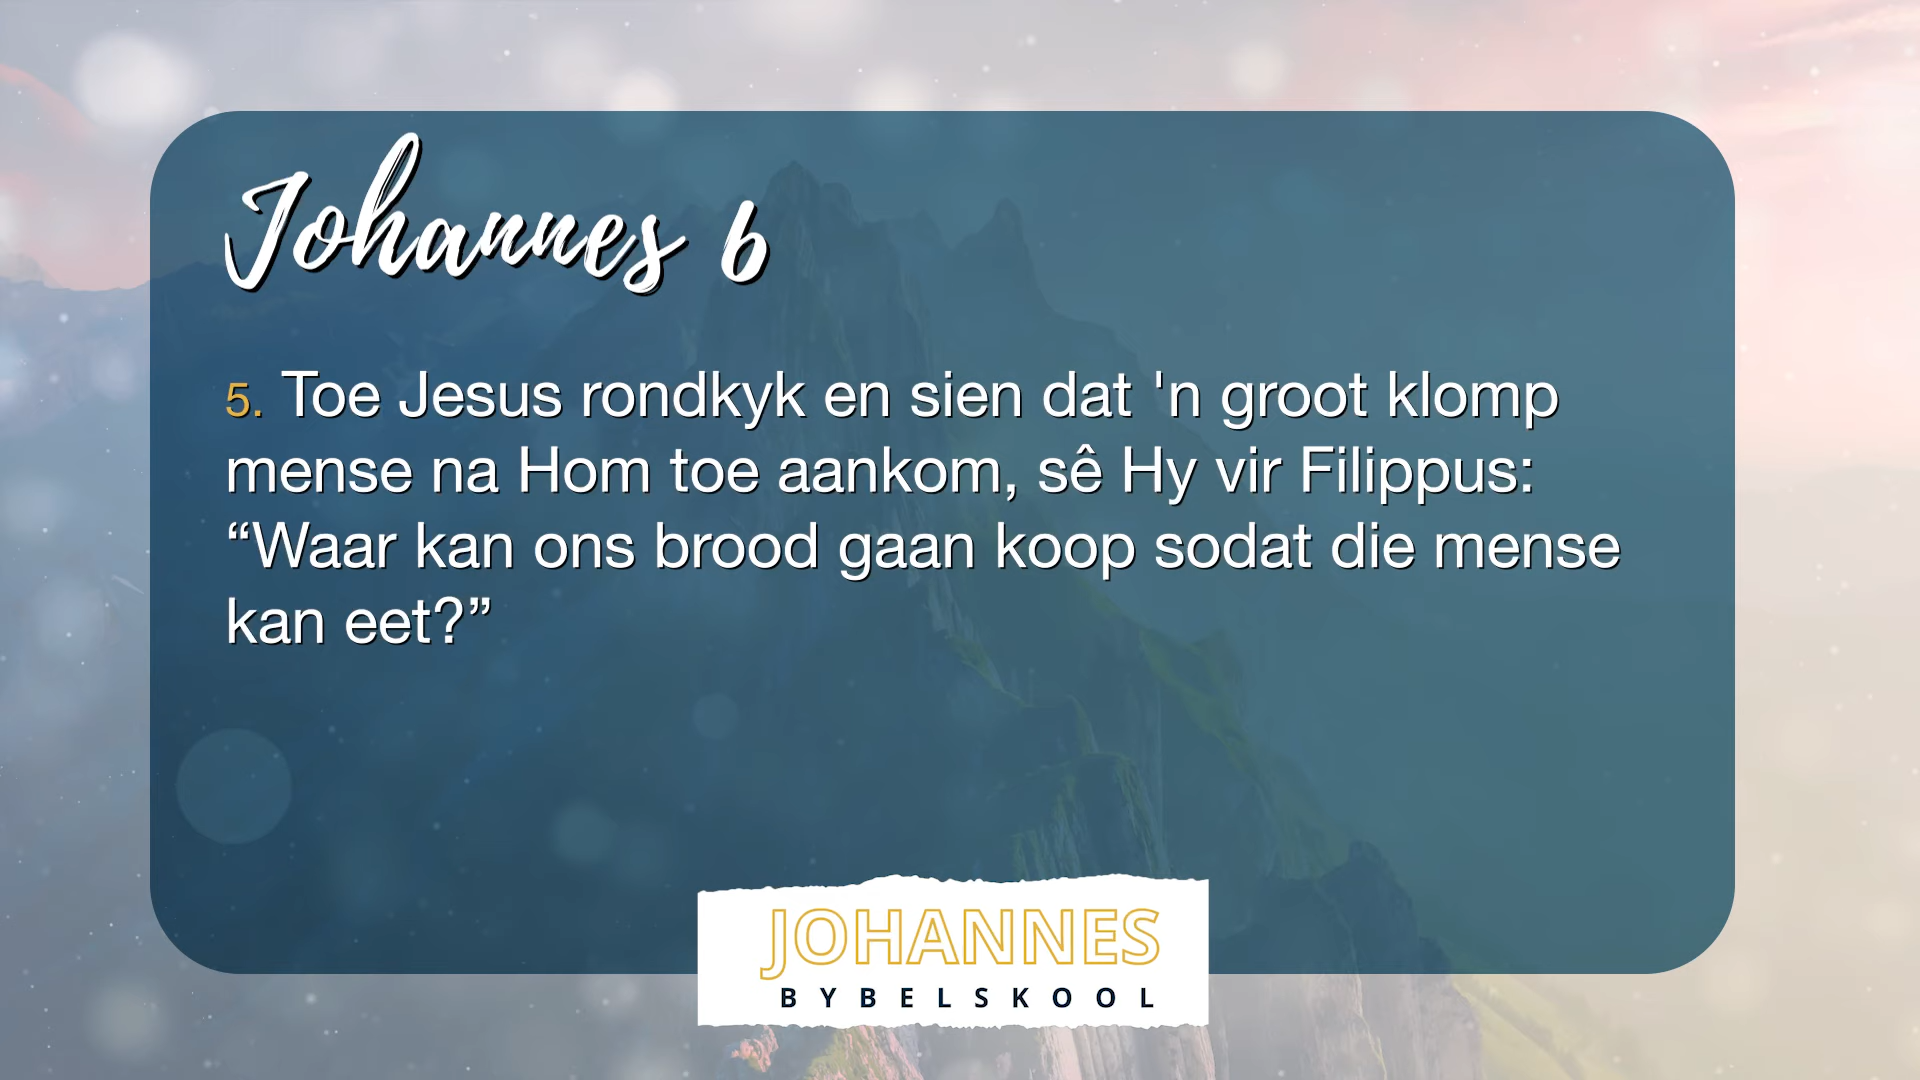 Johannes 6
5. Toe Jesus rondkyk en sien dat 'n groot klomp
mense na Hom toe aankom, sê Hy vir Filippus:
“Waar kan ons brood gaan koop sodat die mense
kan eet?”
JOHANNES
BYBELSKOOL